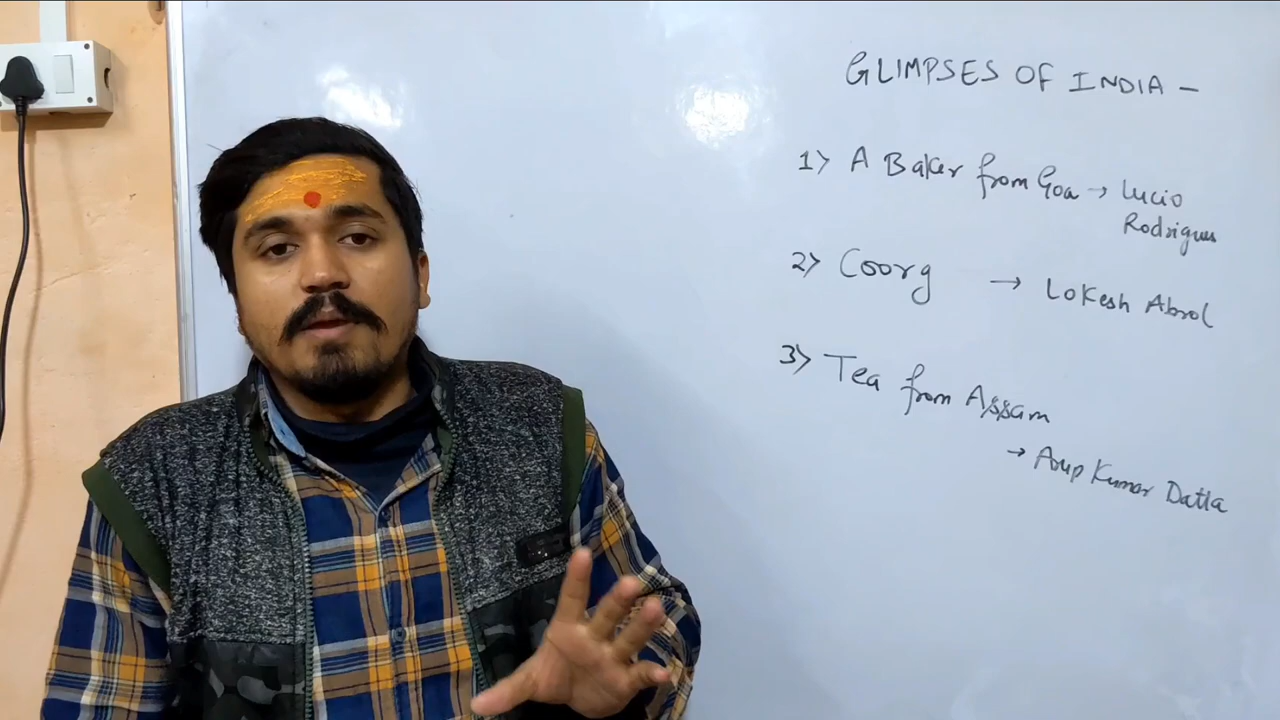 GLIMPSES OF INDIA -
1> A Baker from Goa → Lucio
Rodrigues
2> Coorg → Lokesh Abrol
3> Tea from Assam
→ Arup Kumar Datta